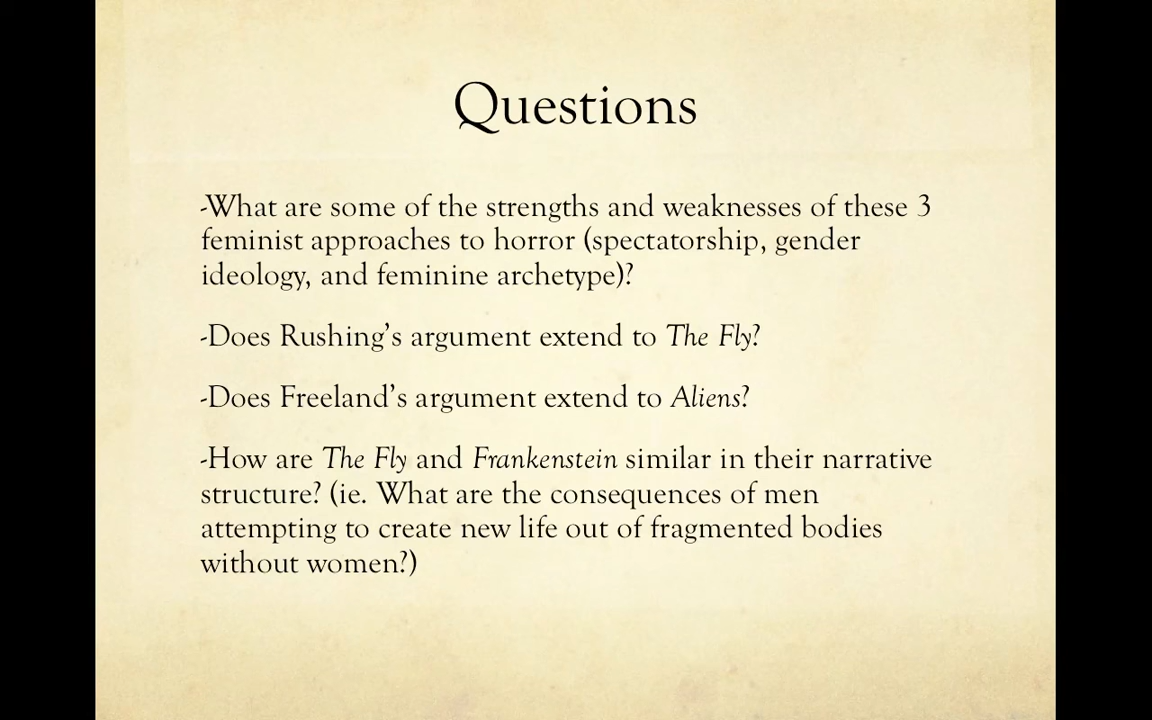 Questions
-What are some of the strengths and weaknesses of these 3
feminist approaches to horror (spectatorship, gender
ideology, and feminine archetype)?
-Does Rushing’s argument extend to The Fly?
-Does Freeland’s argument extend to Aliens?
-How are The Fly and Frankenstein similar in their narrative
structure? (ie. What are the consequences of men
attempting to create new life out of fragmented bodies
without women?)